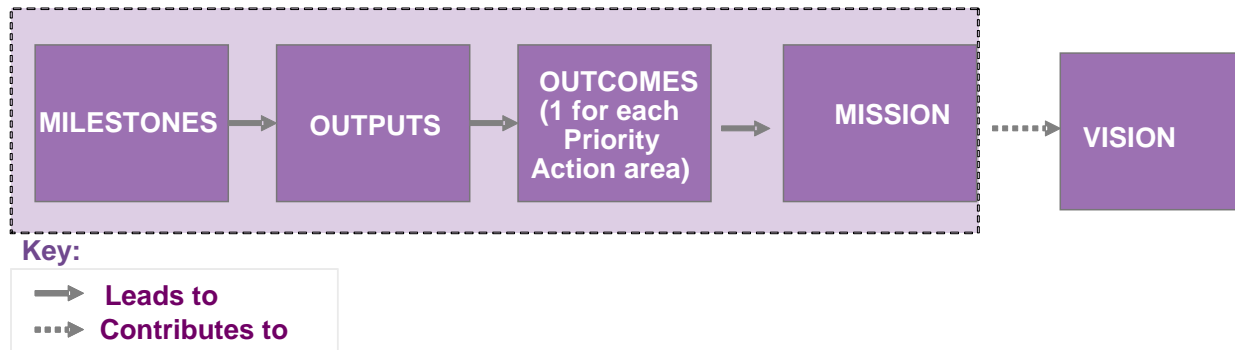 MILESTONES
OUTPUTS
OUTCOMES
(1 for each
Priority
Action area)
MISSION
VISION
Key:
Leads to
Contributes to